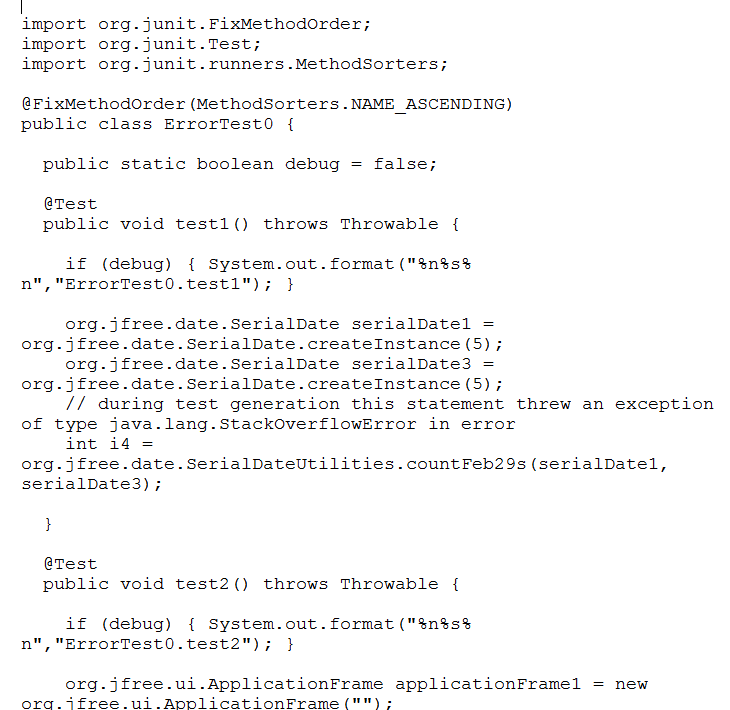 import org.junit.FixMethodOrder;
import org.junit.Test;
import org.junit.runners.MethodSorters;
@FixMethodOrder(MethodSorters.NAME_ASCENDING)
public class ErrorTest0 {
public static boolean debug = false;
@Test
public void test1() throws Throwable {
if (debug) { System.out.format("%n%s%
n","ErrorTest0.test1"); }
org.jfree.date.SerialDate serialDate1 =
org.jfree.date.SerialDate.createInstance(5);
org.jfree.date.SerialDate serialDate3 =
org.jfree.date.SerialDate.createInstance(5);
// during test generation this statement threw an exception
of type java.lang.StackOverflowError in error
int i4 =
org.jfree.date.SerialDateUtilities.countFeb29s(serialDate1,
serialDate3);
}
@Test
public void test2() throws Throwable {
if (debug) { System.out.format("%n%s%
n","ErrorTest0.test2"); }
org.jfree.ui.ApplicationFrame applicationFrame1 = new
org.jfree.ui.ApplicationFrame("");